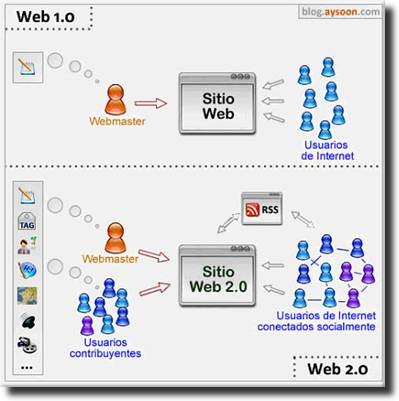 Web 1.0
blog.aysoon.com
Webmaster
Sitio
Web
Usuarios
de Internet
TAG
RSS
Webmaster
Sitio
Web 2.0
Usuarios
contribuyentes
Usuarios de Internet
conectados socialmente
...
Web 2.0